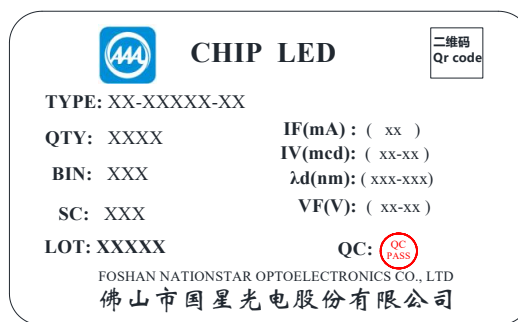 AAA
CHIP LED
二维码
Qr code
TYPE: XX-XXXXX-XX
QTY: XXXX
BIN: XXX
SC: XXX
LOT: XXXXX
IF(mA) : ( xx )
IV(mcd): ( xx-xx )
λd(nm): ( xxx-xxx)
VF(V): ( xx-xx )
QC:
QC
PASS
FOSHAN NATIONSTAR OPTOELECTRONICS CO., LTD
佛山市国星光电股份有限公司